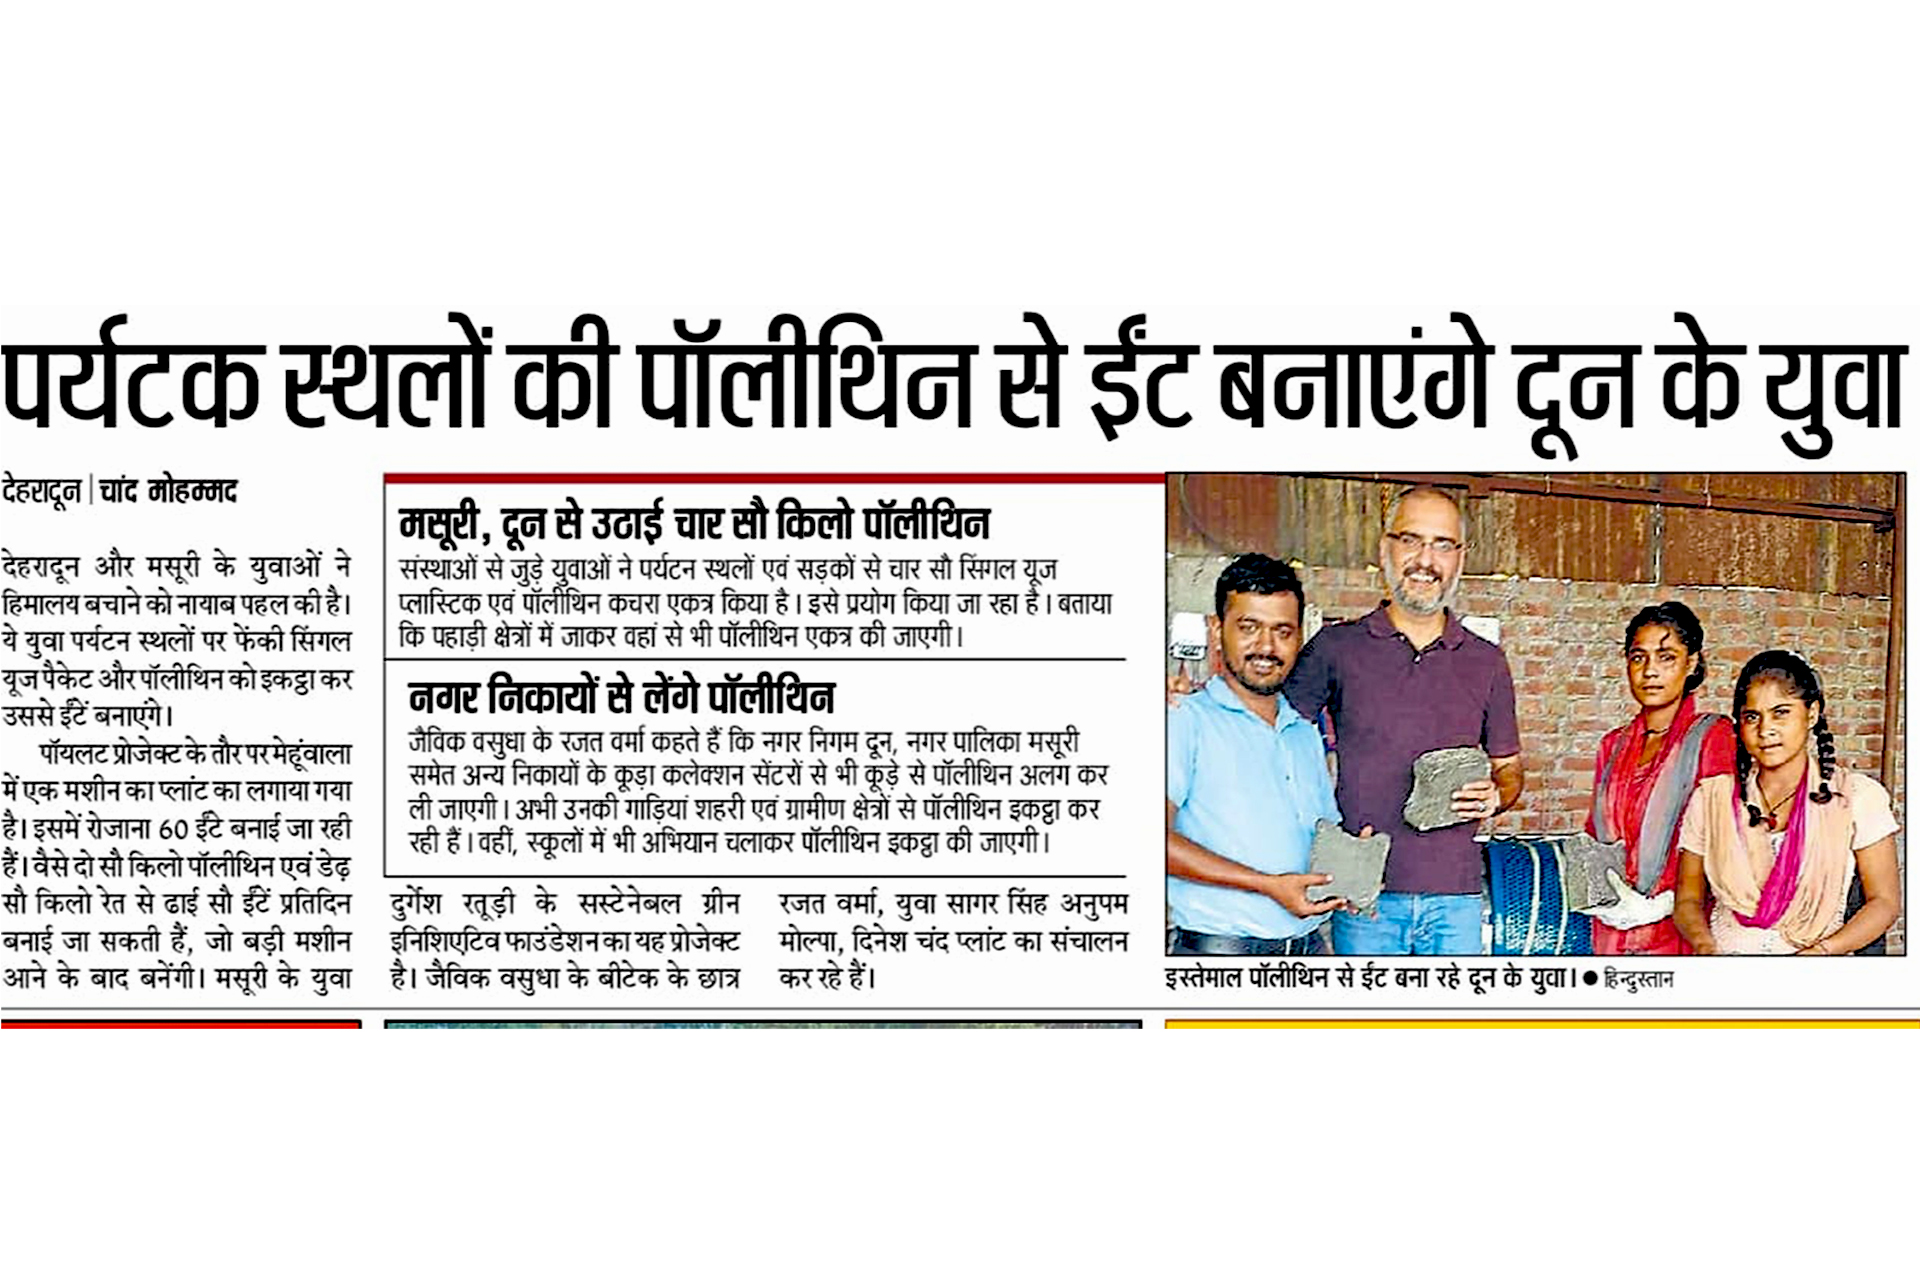 पर्यटक स्थलों की पॉलीथिन से ईंट बनाएंगे दून के युवा
देहरादून | चांद मोहम्मद
देहरादून और मसूरी के युवाओं ने
हिमालय बचाने को नायाब पहल की है।
ये युवा पर्यटन स्थलों पर फेंकी सिंगल
यूज पैकेट और पॉलीथिन को इकट्ठा कर
उससे ईंटें बनाएंगे।
पॉयलट प्रोजेक्ट के तौर पर मेहूंवाला
में एक मशीन का प्लांट का लगाया गया
है। इसमें रोजाना 60 ईंटे बनाई जा रही
हैं। वैसे दो सौ किलो पॉलीथिन एवं डेढ़
सौ किलो रेत से ढाई सौ ईंटें प्रतिदिन
बनाई जा सकती हैं, जो बड़ी मशीन
आने के बाद बनेंगी। मसूरी के युवा
मसूरी, दून से उठाई चार सौ किलो पॉलीथिन
संस्थाओं से जुड़े युवाओं ने पर्यटन स्थलों एवं सड़कों से चार सौ सिंगल यूज
प्लास्टिक एवं पॉलीथिन कचरा एकत्र किया है। इसे प्रयोग किया जा रहा है। बताया
कि पहाड़ी क्षेत्रों में जाकर वहां से भी पॉलीथिन एकत्र की जाएगी।
नगर निकायों से लेंगे पॉलीथिन
जैविक वसुधा के रजत वर्मा कहते हैं कि नगर निगम दून, नगर पालिका मसूरी
समेत अन्य निकायों के कूड़ा कलेक्शन सेंटरों से भी कूड़े से पॉलीथिन अलग कर
ली जाएगी। अभी उनकी गाड़ियां शहरी एवं ग्रामीण क्षेत्रों से पॉलीथिन इकट्ठा कर
रही हैं। वहीं, स्कूलों में भी अभियान चलाकर पॉलीथिन इकट्ठा की जाएगी।
दुर्गेश रतूड़ी के सस्टेनेबल ग्रीन
इनिशिएटिव फाउंडेशन का यह प्रोजेक्ट
है। जैविक वसुधा के बीटेक के छात्र
रजत वर्मा, युवा सागर सिंह अनुपम
मोल्पा, दिनेश चंद प्लांट का संचालन
कर रहे हैं।
इस्तेमाल पॉलीथिन से ईंट बना रहे दून के युवा। ● हिन्दुस्तान